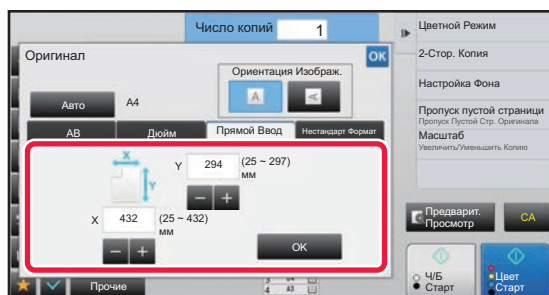 Число копий 1
Оригинал
OK
Ориентация Изображ.
A A
Авто A4
AB Дюйм Прямой Ввод Нестандарт Формат
X
Y
Y 294 (25 ~ 297)
мм
X 432 (25 ~ 432)
мм
OK
Прочие
Цветной Режим
2-Стор. Копия
Настройка Фона
Пропуск пустой страници
Пропуск Пустой Стр. Оригинала
Масштаб
Увеличить/Уменьшить Копию
Предварит.
Просмотр
CA
Ч/Б
Старт
Цвет
Старт